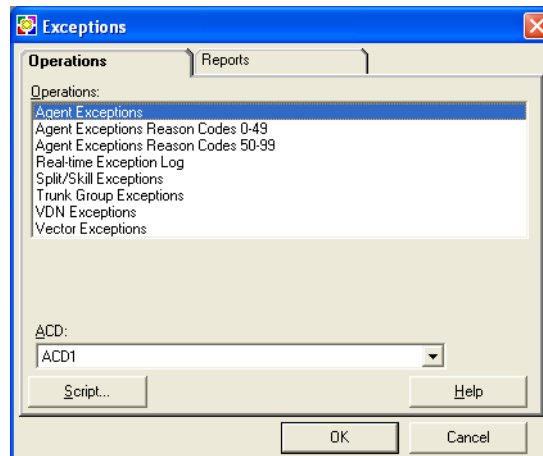 Exceptions
Operations
Reports
Operations:
Agent Exceptions
Agent Exceptions Reason Codes 0-49
Agent Exceptions Reason Codes 50-99
Real-time Exception Log
Split/Skill Exceptions
Trunk Group Exceptions
VDN Exceptions
Vector Exceptions
ACD:
ACD1
Script...
Help
OK
Cancel